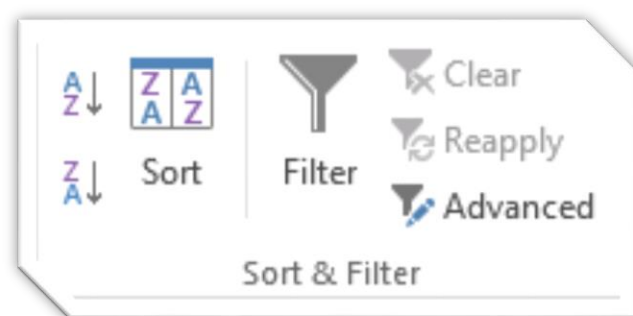 A
Z
Z A
A Z
Sort
Z
A
Filter
Clear
Reapply
Advanced
Sort & Filter